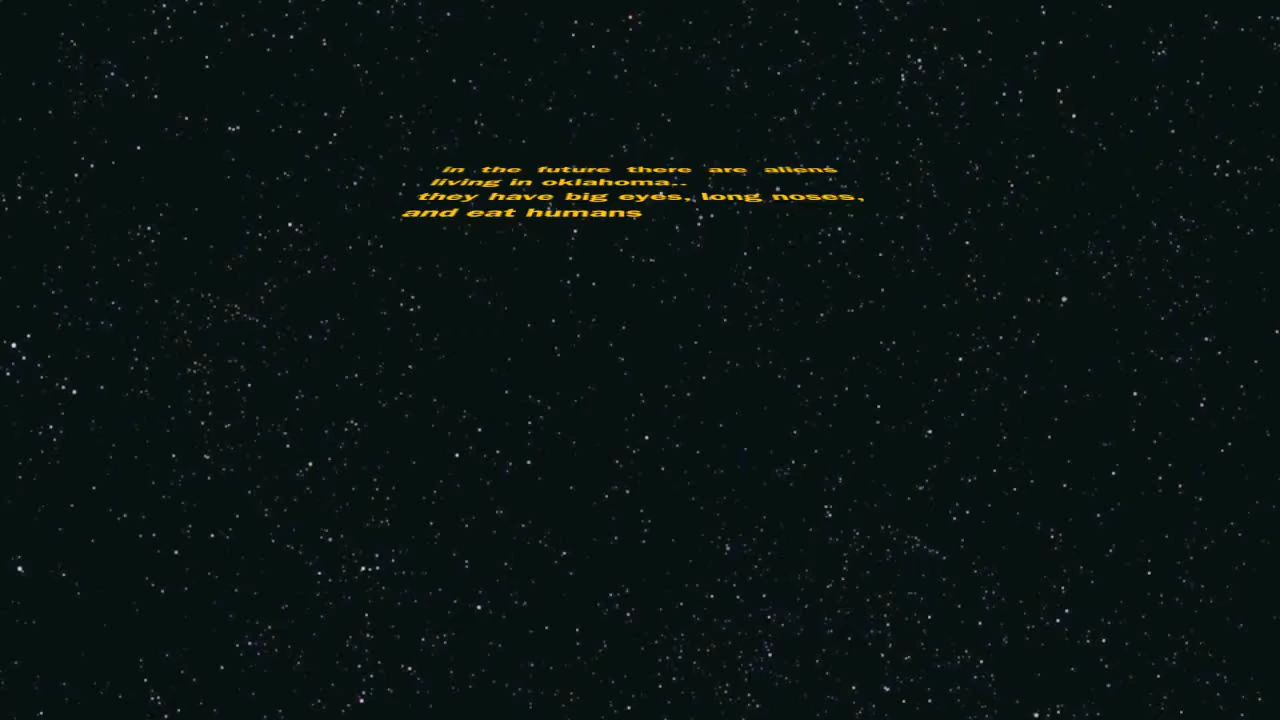 in the future there are aliens
living in oklahoma..
they have big eyes, long noses,
and eat humans